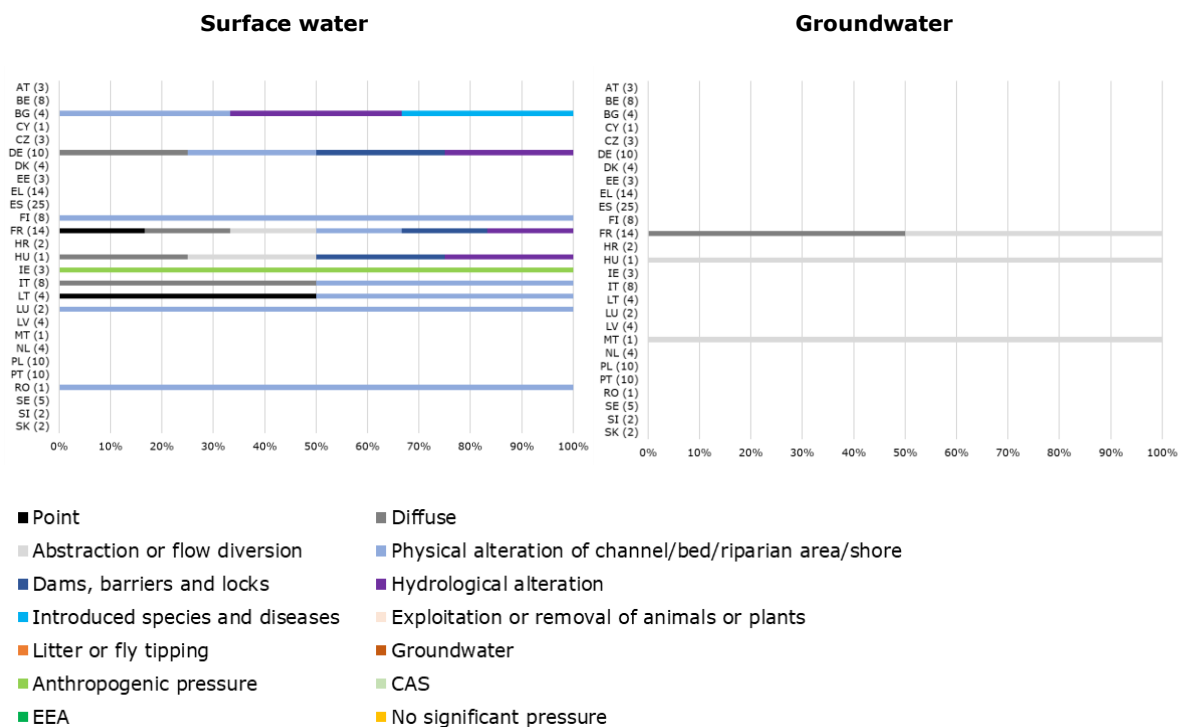 Surface water
Groundwater
AT (3)
BE (8)
BG (4)
CY (1)
CZ (3)
DE (10)
DK (4)
EE (3)
EL (14)
ES (25)
FI (8)
FR (14)
HR (2)
HU (1)
IE (3)
IT (8)
LT (4)
LU (2)
LV (4)
MT (1)
NL (4)
PL (10)
PT (10)
RO (1)
SE (5)
SI (2)
SK (2)
0% 10% 20% 30% 40% 50% 60% 70% 80% 90% 100%
AT (3)
BE (8)
BG (4)
CY (1)
CZ (3)
DE (10)
DK (4)
EE (3)
EL (14)
ES (25)
FI (8)
FR (14)
HR (2)
HU (1)
IE (3)
IT (8)
LT (4)
LU (2)
LV (4)
MT (1)
NL (4)
PL (10)
PT (10)
RO (1)
SE (5)
SI (2)
SK (2)
0% 10% 20% 30% 40% 50% 60% 70% 80% 90% 100%
Point
Diffuse
Abstraction or flow diversion
Physical alteration of channel/bed/riparian area/shore
Dams, barriers and locks
Hydrological alteration
Introduced species and diseases
Exploitation or removal of animals or plants
Litter or fly tipping
Groundwater
Anthropogenic pressure
CAS
EEA
No significant pressure